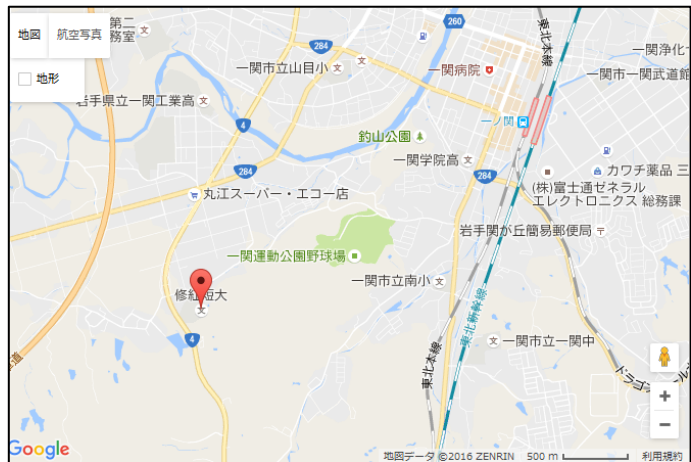 地図
航空写真
地形
第二
務室
一関市立山目小
岩手県立一関工業高
284
260
東北本線
一関浄化セ
一関病院
一関市一関武道館
4
釣山公園
一ノ関
一関学院高
284
カワチ薬品 三
284
(株)富士通ゼネラル
エレクトロニクス 総務課
丸江スーパー・エコー店
岩手関が丘簡易郵便局
一関運動公園野球場
一関市立南小
修紅短大
4
東北新幹線
東北本線
一関市立一関中
道
Google
地図データ ©2016 ZENRIN
500 m
利用規約